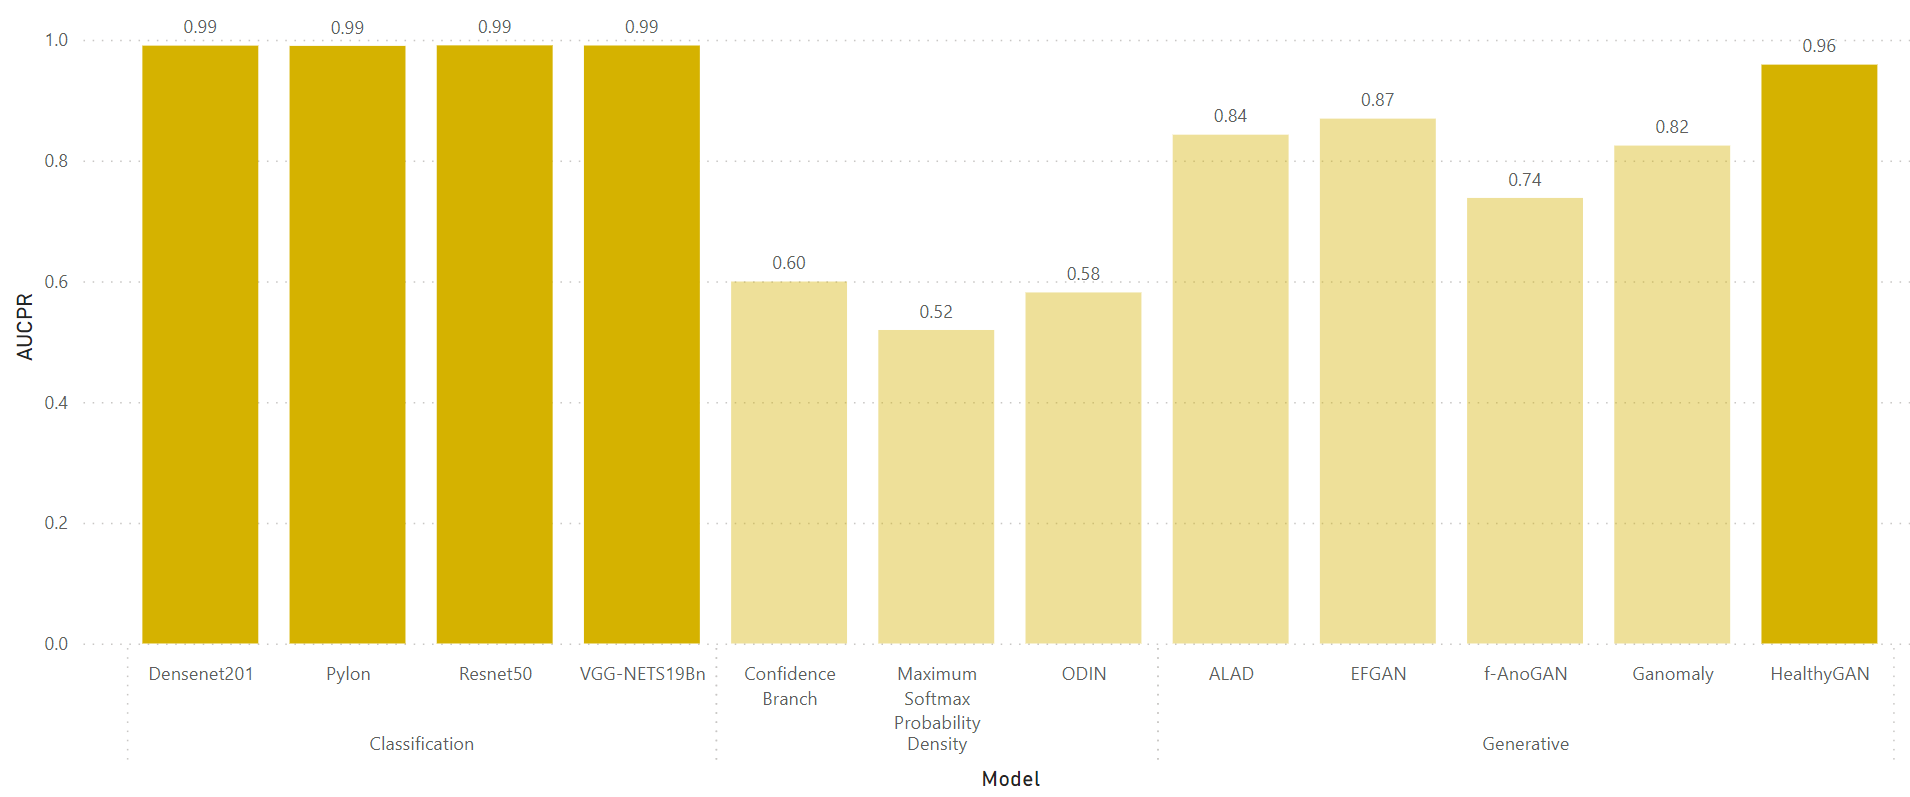 0.99
0.99
0.99
0.99
0.60
0.52
0.58
0.84
0.87
0.74
0.82
0.96
1.0
0.8
0.6
0.4
0.2
0.0
AUCPR
Densenet201
Pylon
Resnet50
VGG-NETS19Bn
Confidence
Branch
Maximum
Softmax
Probability
ODIN
ALAD
EFGAN
f-AnoGAN
Ganomaly
HealthyGAN
Classification
Density
Generative
Model